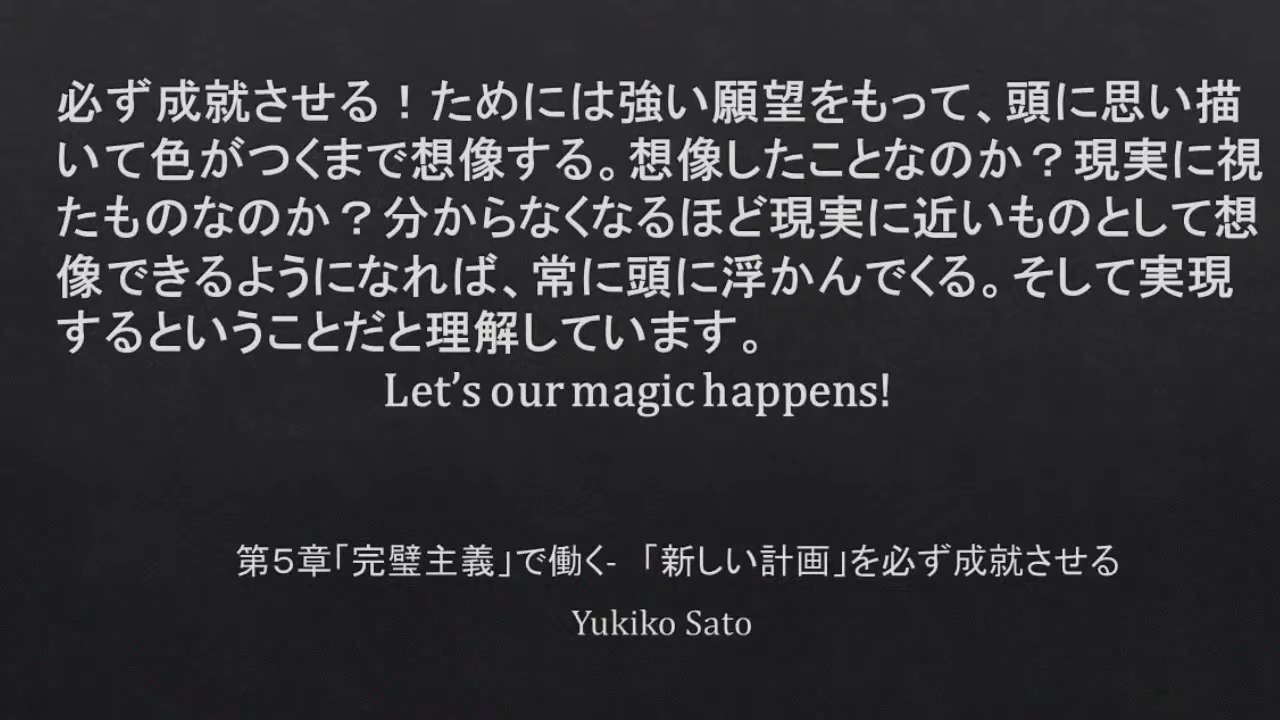 必ず成就させる！ためには強い願望をもって、頭に思い描
いて色がつくまで想像する。想像したことなのか？現実に視
たものなのか？分からなくなるほど現実に近いものとして想
像できるようになれば、常に頭に浮かんでくる。そして実現
するということだと理解しています。
Let's our magic happens!
第５章「完璧主義」で働く- 「新しい計画」を必ず成就させる
Yukiko Sato